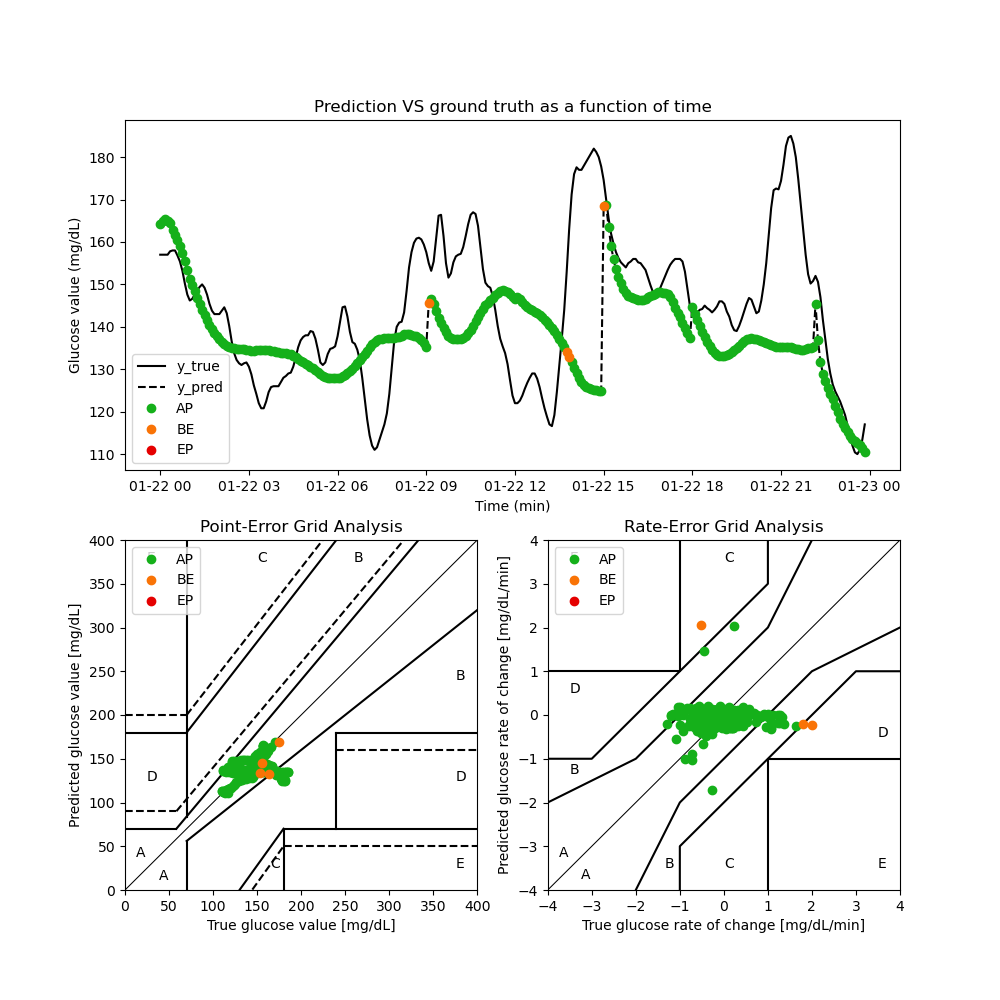 Prediction VS ground truth as a function of time
Glucose value (mg/dL)
180
170
160
150
140
130
120
110
y_true
y_pred
AP
BE
EP
01-22 00 01-22 03 01-22 06 01-22 09 01-22 12 01-22 15 01-22 18 01-22 21 01-23 00
Time (min)
Point-Error Grid Analysis
Predicted glucose value [mg/dL]
400
350
300
250
200
150
100
50
0
AP
BE
EP
C
B
B
D
D
A
A
C
E
0 50 100 150 200 250 300 350 400
True glucose value [mg/dL]
Rate-Error Grid Analysis
Predicted glucose rate of change [mg/dL/min]
4
3
2
1
0
−1
−2
−3
−4
AP
BE
EP
C
D
D
B
A
A
B
C
E
−4 −3 −2 −1 0 1 2 3 4
True glucose rate of change [mg/dL/min]